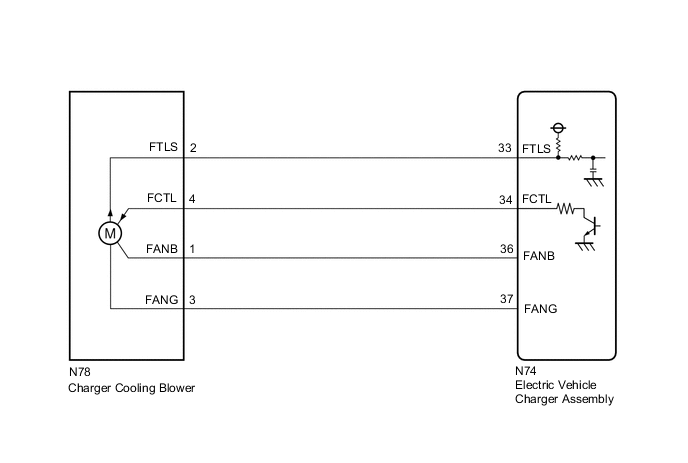 FTLS 2 33 FTLS
FCTL 4 34 FCTL
M
FANB 1 36 FANB
FANG 3 37 FANG
N78
Charger Cooling Blower
N74
Electric Vehicle
Charger Assembly